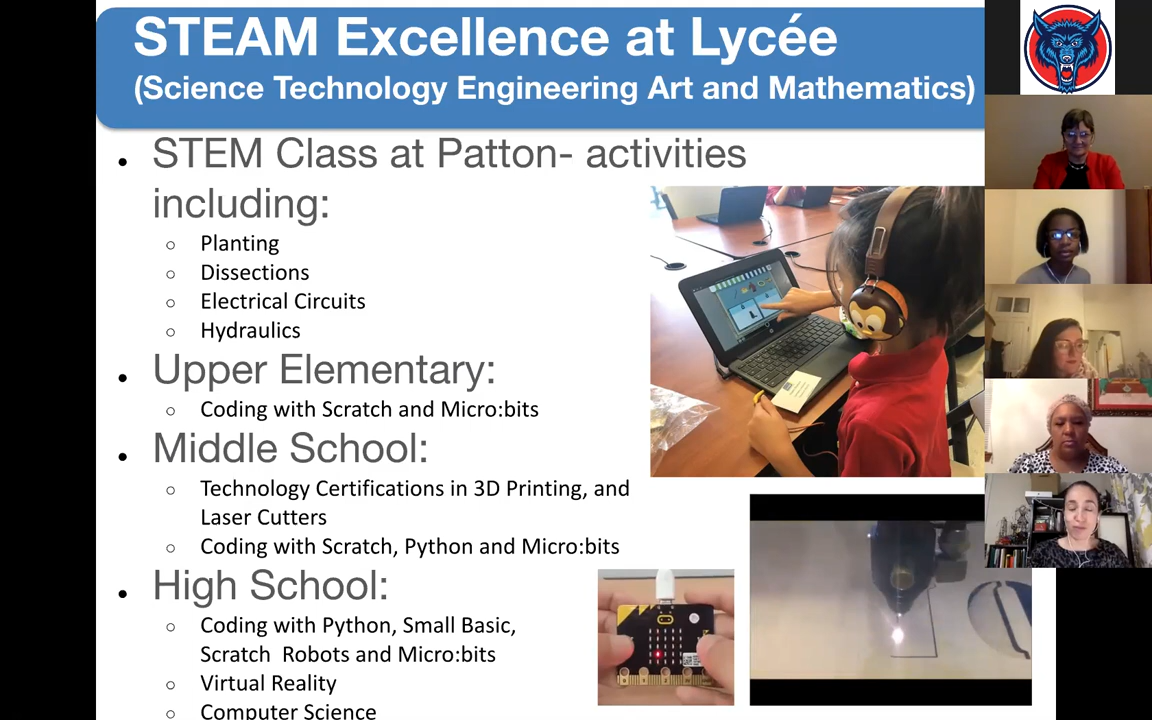 STEAM Excellence at Lycée
(Science Technology Engineering Art and Mathematics)
• STEM Class at Patton- activities
including:
○ Planting
○ Dissections
○ Electrical Circuits
○ Hydraulics
• Upper Elementary:
○ Coding with Scratch and Micro:bits
• Middle School:
○ Technology Certifications in 3D Printing, and
Laser Cutters
○ Coding with Scratch, Python and Micro:bits
• High School:
○ Coding with Python, Small Basic,
Scratch Robots and Micro:bits
○ Virtual Reality
○ Computer Science